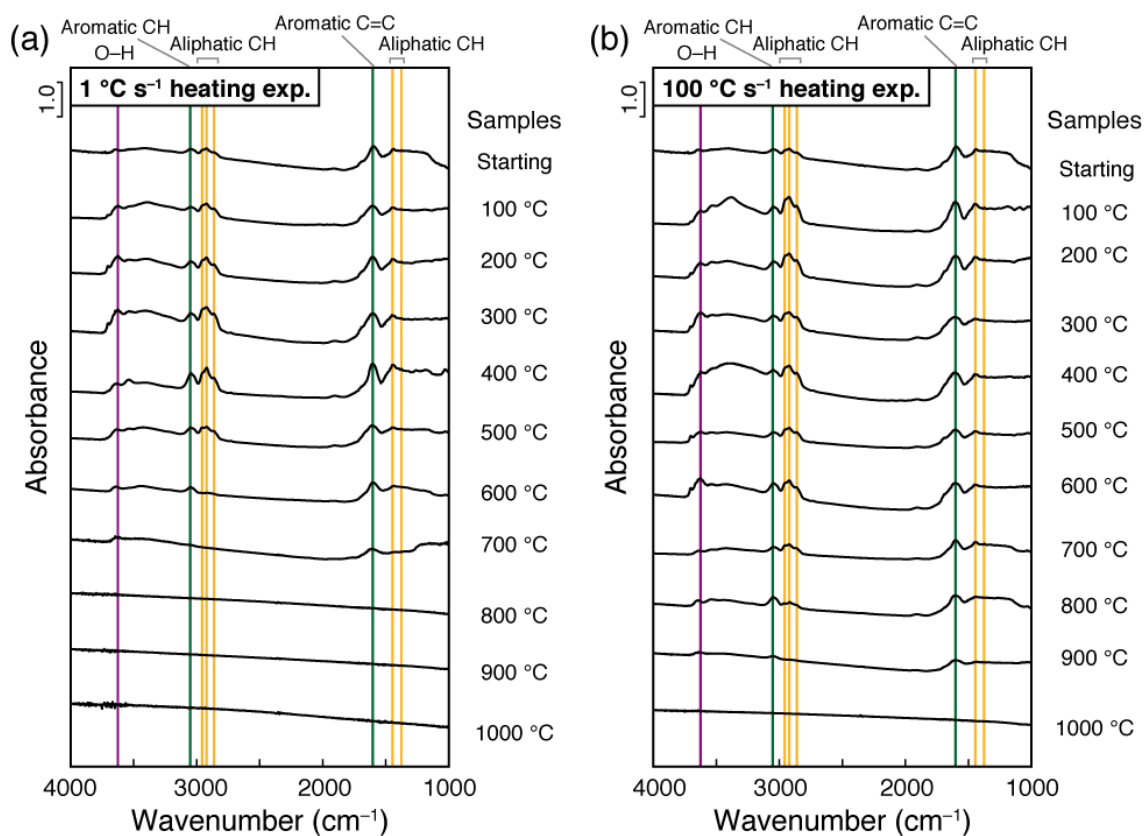 (a)
Aromatic CH
O–H
Aliphatic CH
Aromatic C=C
Aliphatic CH
1.0
1 °C s⁻¹ heating exp.
Samples
Starting
100 °C
200 °C
300 °C
400 °C
500 °C
600 °C
700 °C
800 °C
900 °C
1000 °C
Absorbance
4000
3000
2000
1000
Wavenumber (cm⁻¹)
(b)
Aromatic CH
O–H
Aliphatic CH
Aromatic C=C
Aliphatic CH
1.0
100 °C s⁻¹ heating exp.
Samples
Starting
100 °C
200 °C
300 °C
400 °C
500 °C
600 °C
700 °C
800 °C
900 °C
1000 °C
Absorbance
4000
3000
2000
1000
Wavenumber (cm⁻¹)